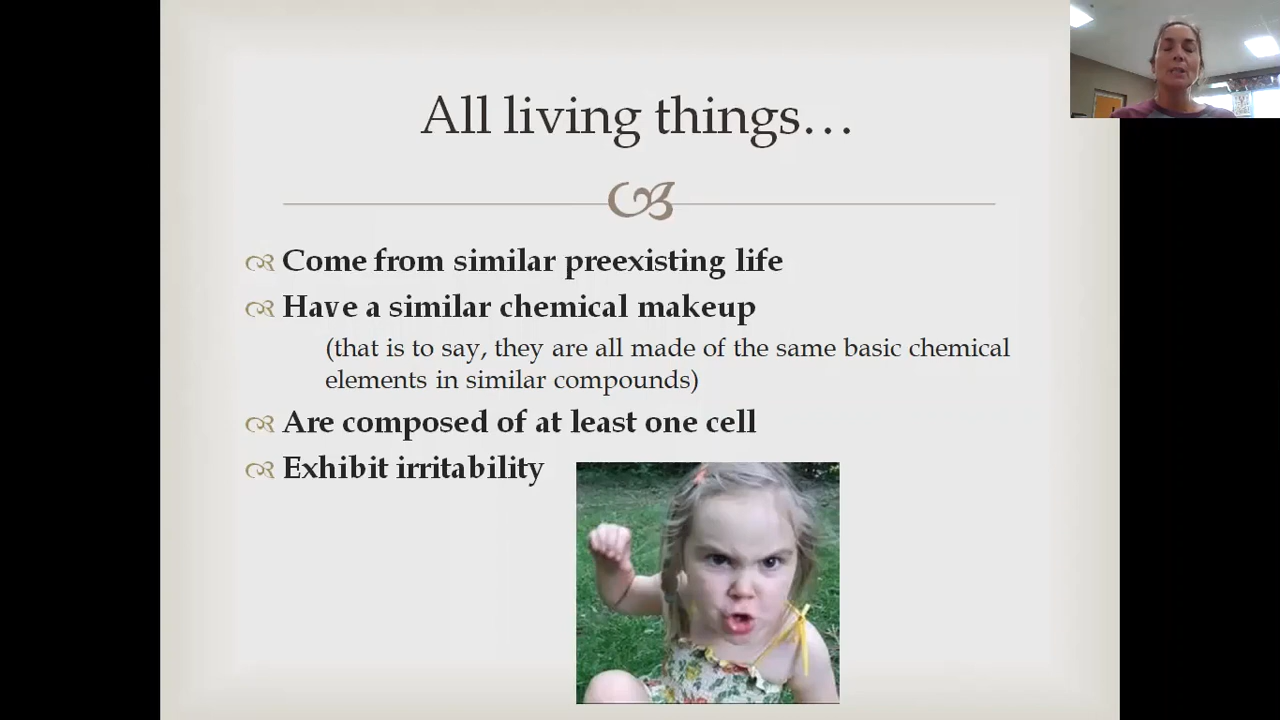 All living things…
Come from similar preexisting life
Have a similar chemical makeup
(that is to say, they are all made of the same basic chemical
elements in similar compounds)
Are composed of at least one cell
Exhibit irritability